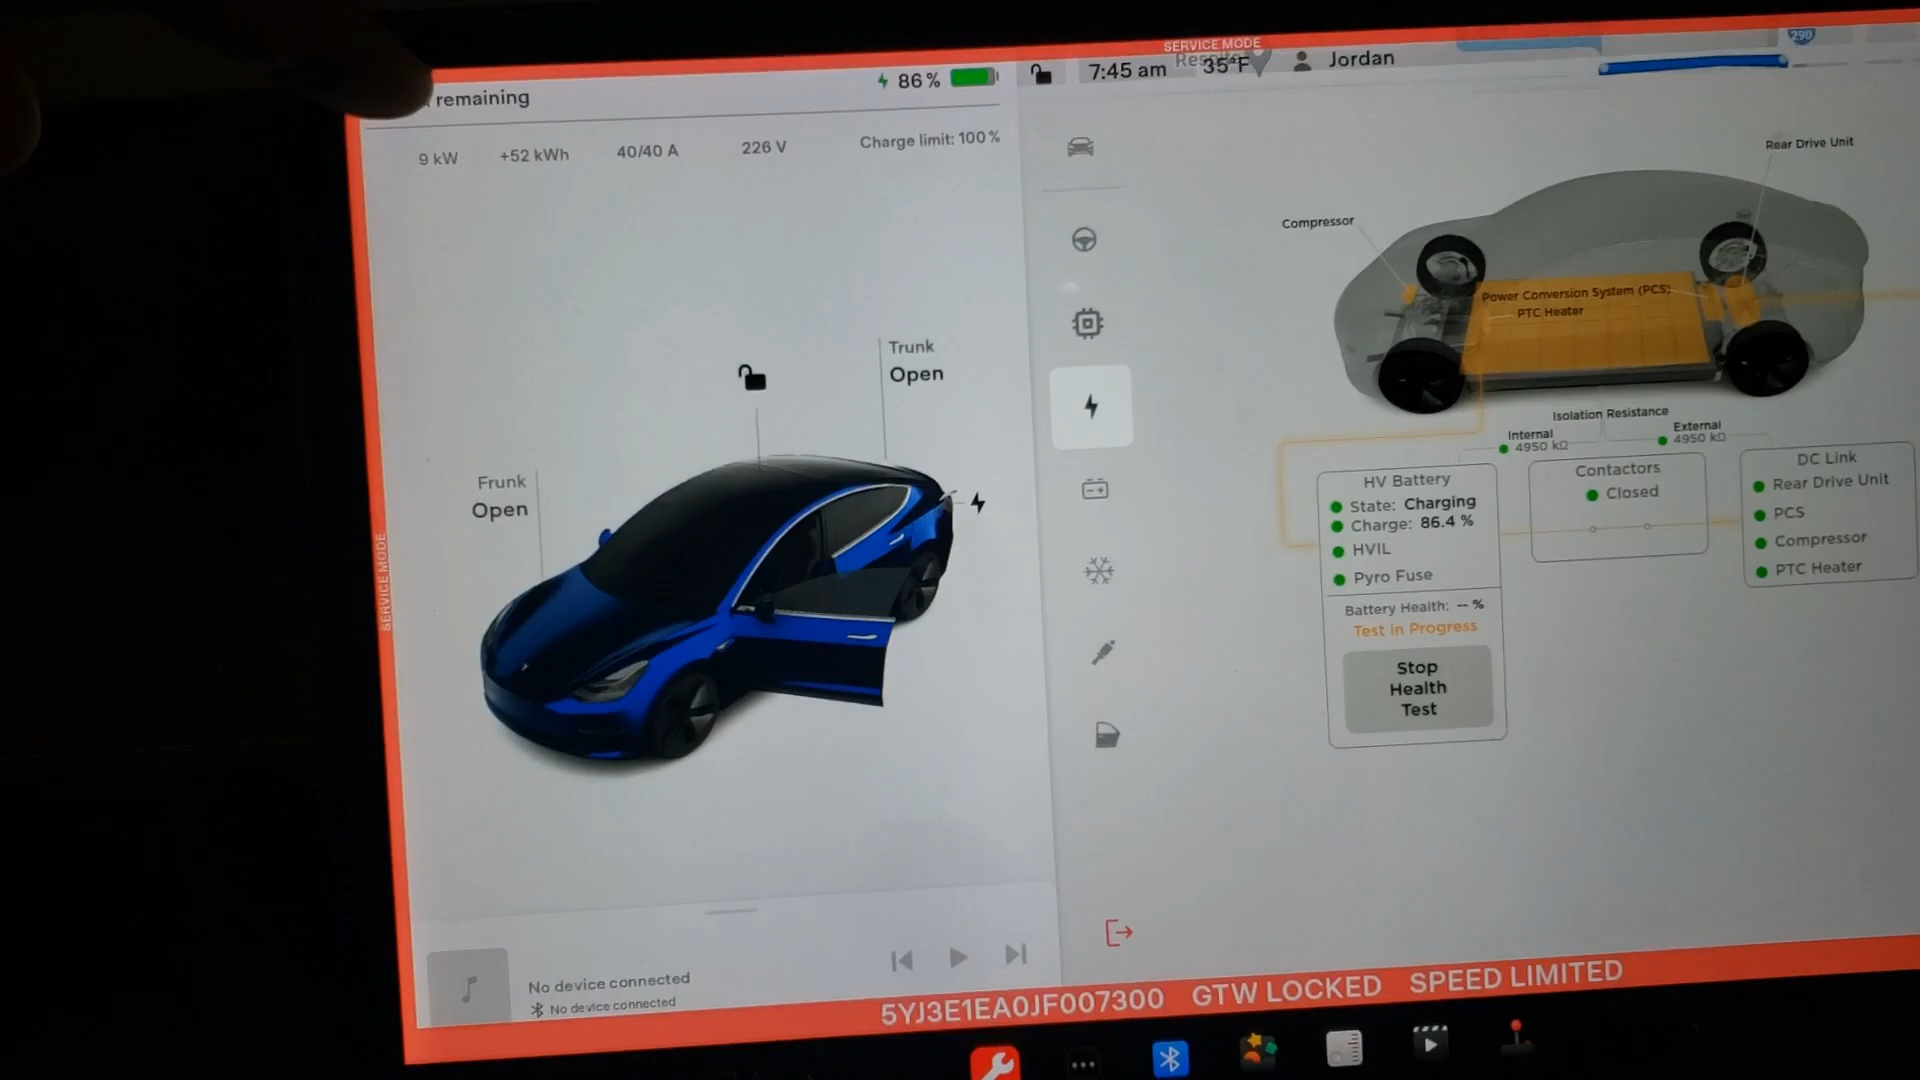 SERVICE MODE
remaining
86 %
7:45 am
35°F
Jordan
290
9 kW
+52 kWh
40/40 A
226 V
Charge limit: 100 %
Rear Drive Unit
Compressor
Power Conversion System (PCS)
PTC Heater
Trunk
Open
Frunk
Open
Isolation Resistance
Internal
4950 kΩ
External
4950 kΩ
HV Battery
State: Charging
Charge: 86.4 %
HVIL
Pyro Fuse
Battery Health: -- %
Test in Progress
Stop
Health
Test
Contactors
Closed
DC Link
Rear Drive Unit
PCS
Compressor
PTC Heater
SERVICE MODE
No device connected
No device connected
5YJ3E1EA0JF007300 GTW LOCKED SPEED LIMITED